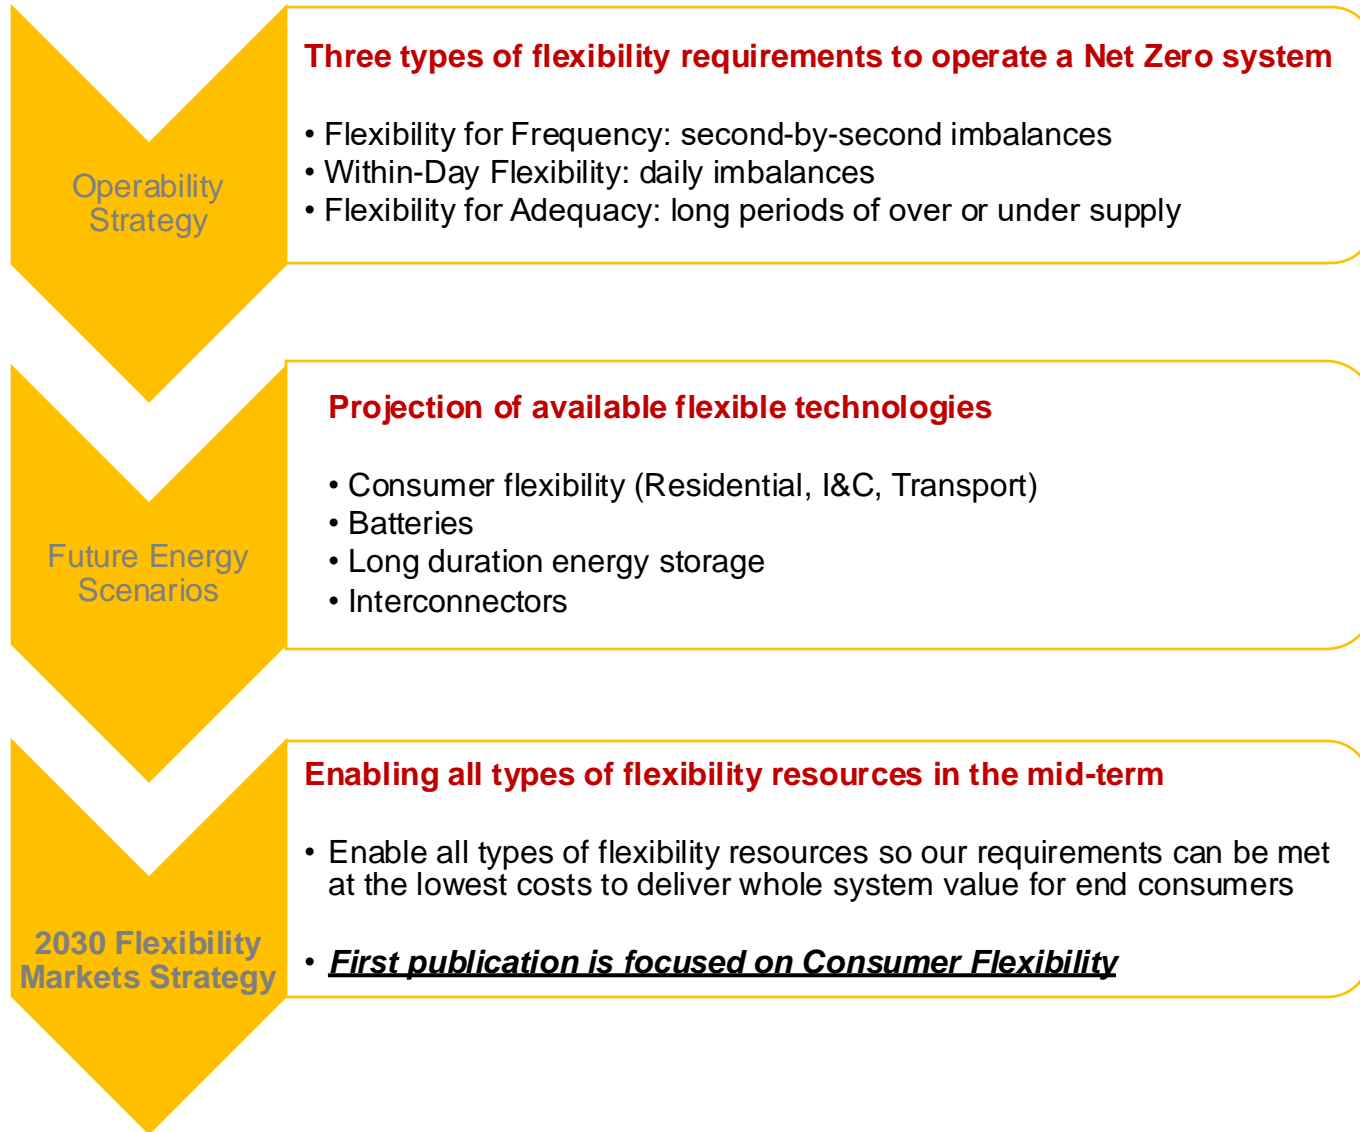 Operability
Strategy
Three types of flexibility requirements to operate a Net Zero system
• Flexibility for Frequency: second-by-second imbalances
• Within-Day Flexibility: daily imbalances
• Flexibility for Adequacy: long periods of over or under supply
Future Energy
Scenarios
Projection of available flexible technologies
• Consumer flexibility (Residential, I&C, Transport)
• Batteries
• Long duration energy storage
• Interconnectors
2030 Flexibility
Markets Strategy
Enabling all types of flexibility resources in the mid-term
• Enable all types of flexibility resources so our requirements can be met
at the lowest costs to deliver whole system value for end consumers
• First publication is focused on Consumer Flexibility